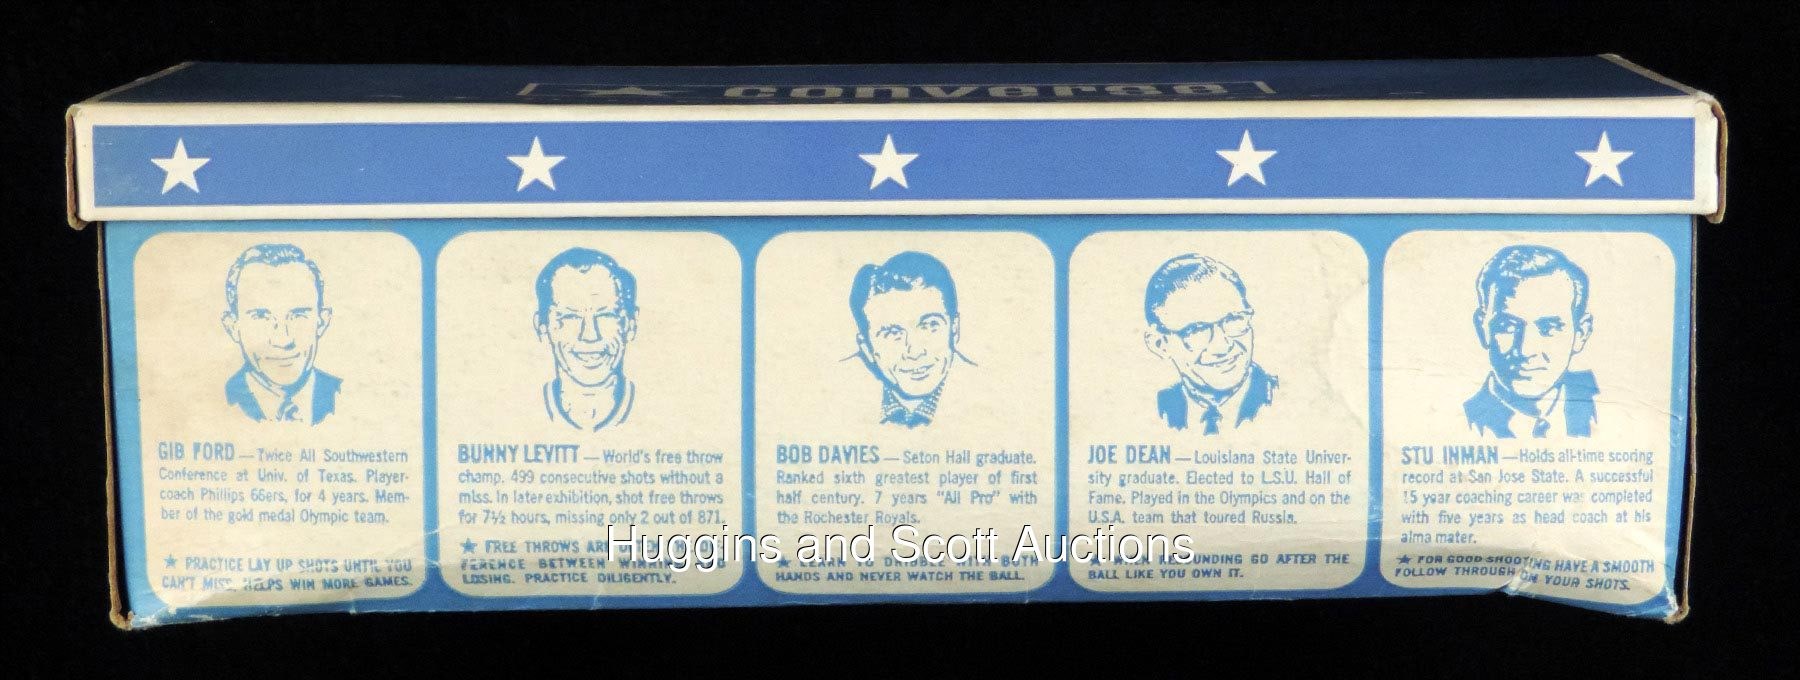 converse
GIB FORD — Twice All Southwestern
Conference at Univ. of Texas. Player-
coach Phillips 66ers, for 4 years. Mem-
ber of the gold medal Olympic team.
★ PRACTICE LAY UP SHOTS UNTIL YOU
CAN'T MISS, HELPS WIN MORE GAMES.
BUNNY LEVITT — World's free throw
champ. 499 consecutive shots without a
miss. In later exhibition, shot free throws
for 7½ hours, missing only 2 out of 871.
★ FREE THROWS ARE OFTEN THE DIF-
FERENCE BETWEEN WINNING AND
LOSING. PRACTICE DILIGENTLY.
BOB DAVIES — Seton Hall graduate.
Ranked sixth greatest player of first
half century. 7 years "All Pro" with
the Rochester Royals.
★ LEARN TO DRIBBLE WITH BOTH
HANDS AND NEVER WATCH THE BALL.
JOE DEAN — Louisiana State Univer-
sity graduate. Elected to L.S.U. Hall of
Fame. Played in the Olympics and on the
U.S.A. team that toured Russia.
★ WHEN REBOUNDING GO AFTER THE
BALL LIKE YOU OWN IT.
STU INMAN — Holds all-time scoring
record at San Jose State. A successful
15 year coaching career was completed
with five years as head coach at his
alma mater.
★ FOR GOOD SHOOTING HAVE A SMOOTH
FOLLOW THROUGH ON YOUR SHOTS.
Huggins and Scott Auctions